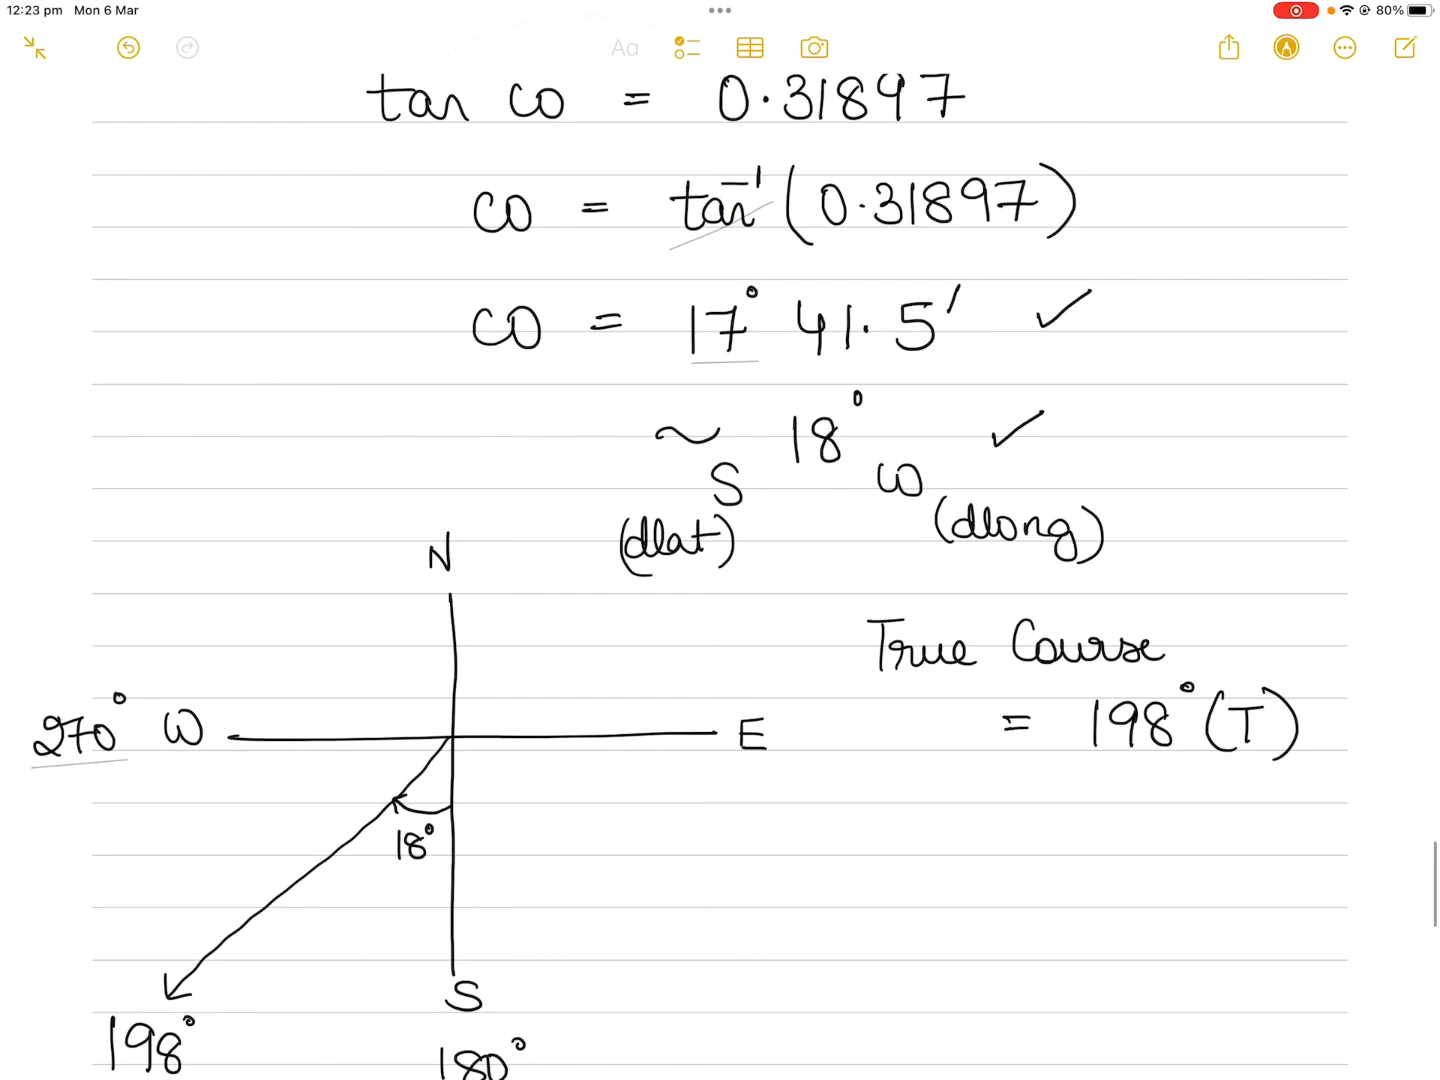 12:23 pm Mon 6 Mar
80%
Aa
tan co = 0.31897
co = tan⁻¹ (0.31897)
co = 17° 41.5' ✓
~ S 18° W ✓
(dlat) (dlong)
N
True Course
= 198° (T)
270° W E
18°
S
198°
180°